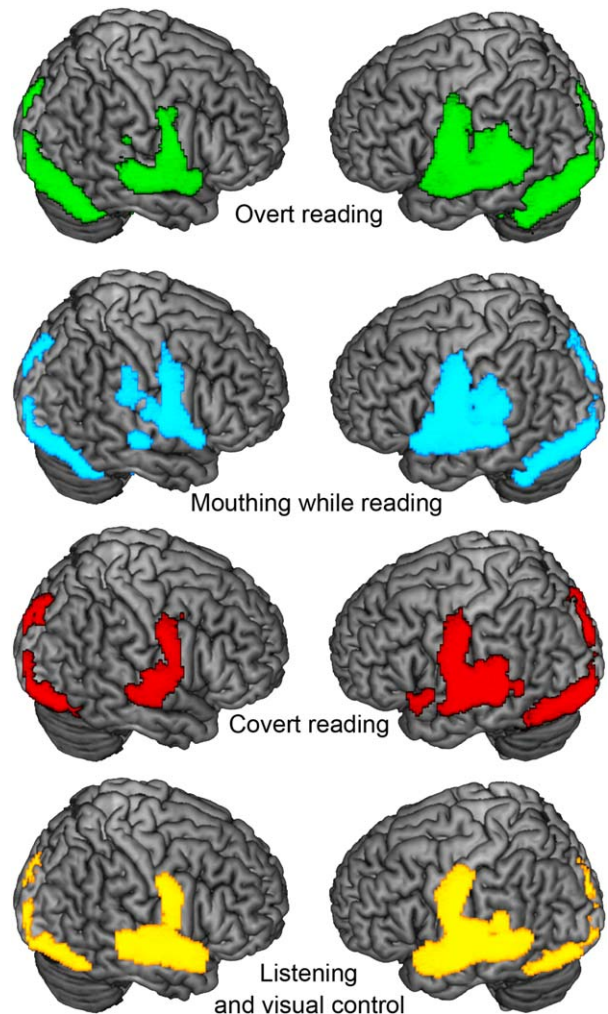 Overt reading
Mouthing while reading
Covert reading
Listening
and visual control